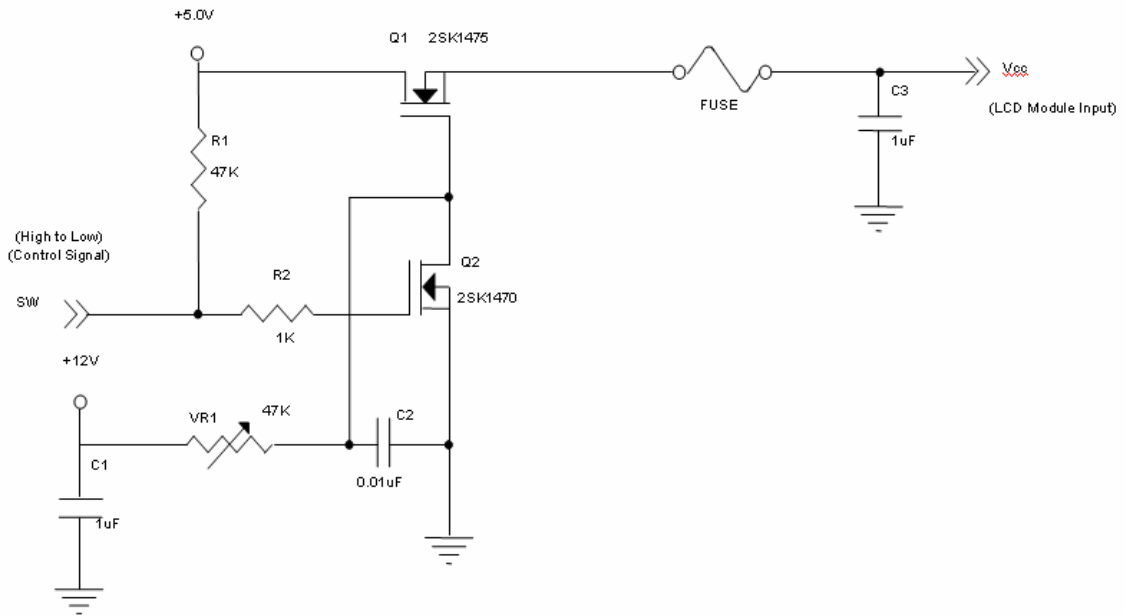 +5.0V
Q1 2SK1475
Vcc
FUSE
C3
(LCD Module Input)
R1
1uF
47K
(High to Low)
(Control Signal)
Q2
R2
SW
2SK1470
1K
+12V
47K
VR1
C2
C1
0.01uF
1uF